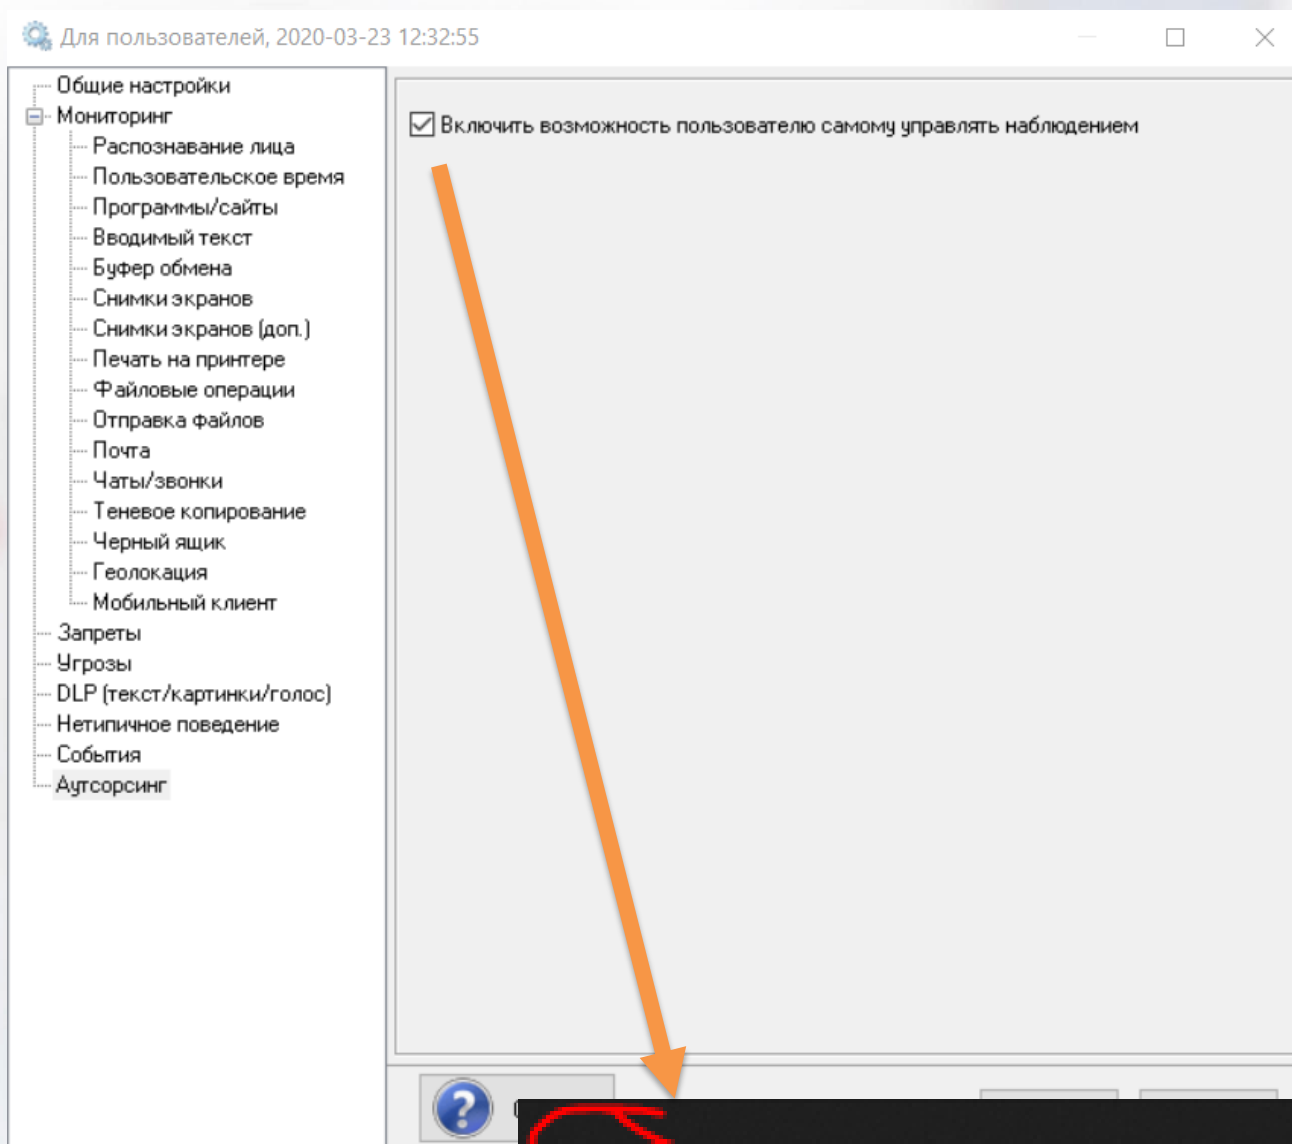 Для пользователей, 2020-03-23 12:32:55
Общие настройки
Мониторинг
Распознавание лица
Пользовательское время
Программы/сайты
Вводимый текст
Буфер обмена
Снимки экранов
Снимки экранов (доп.)
Печать на принтере
Файловые операции
Отправка файлов
Почта
Чаты/звонки
Теневое копирование
Черный ящик
Геолокация
Мобильный клиент
Запреты
Угрозы
DLP (текст/картинки/голос)
Нетипичное поведение
События
Аутсорсинг
Включить возможность пользователю самому управлять наблюдением